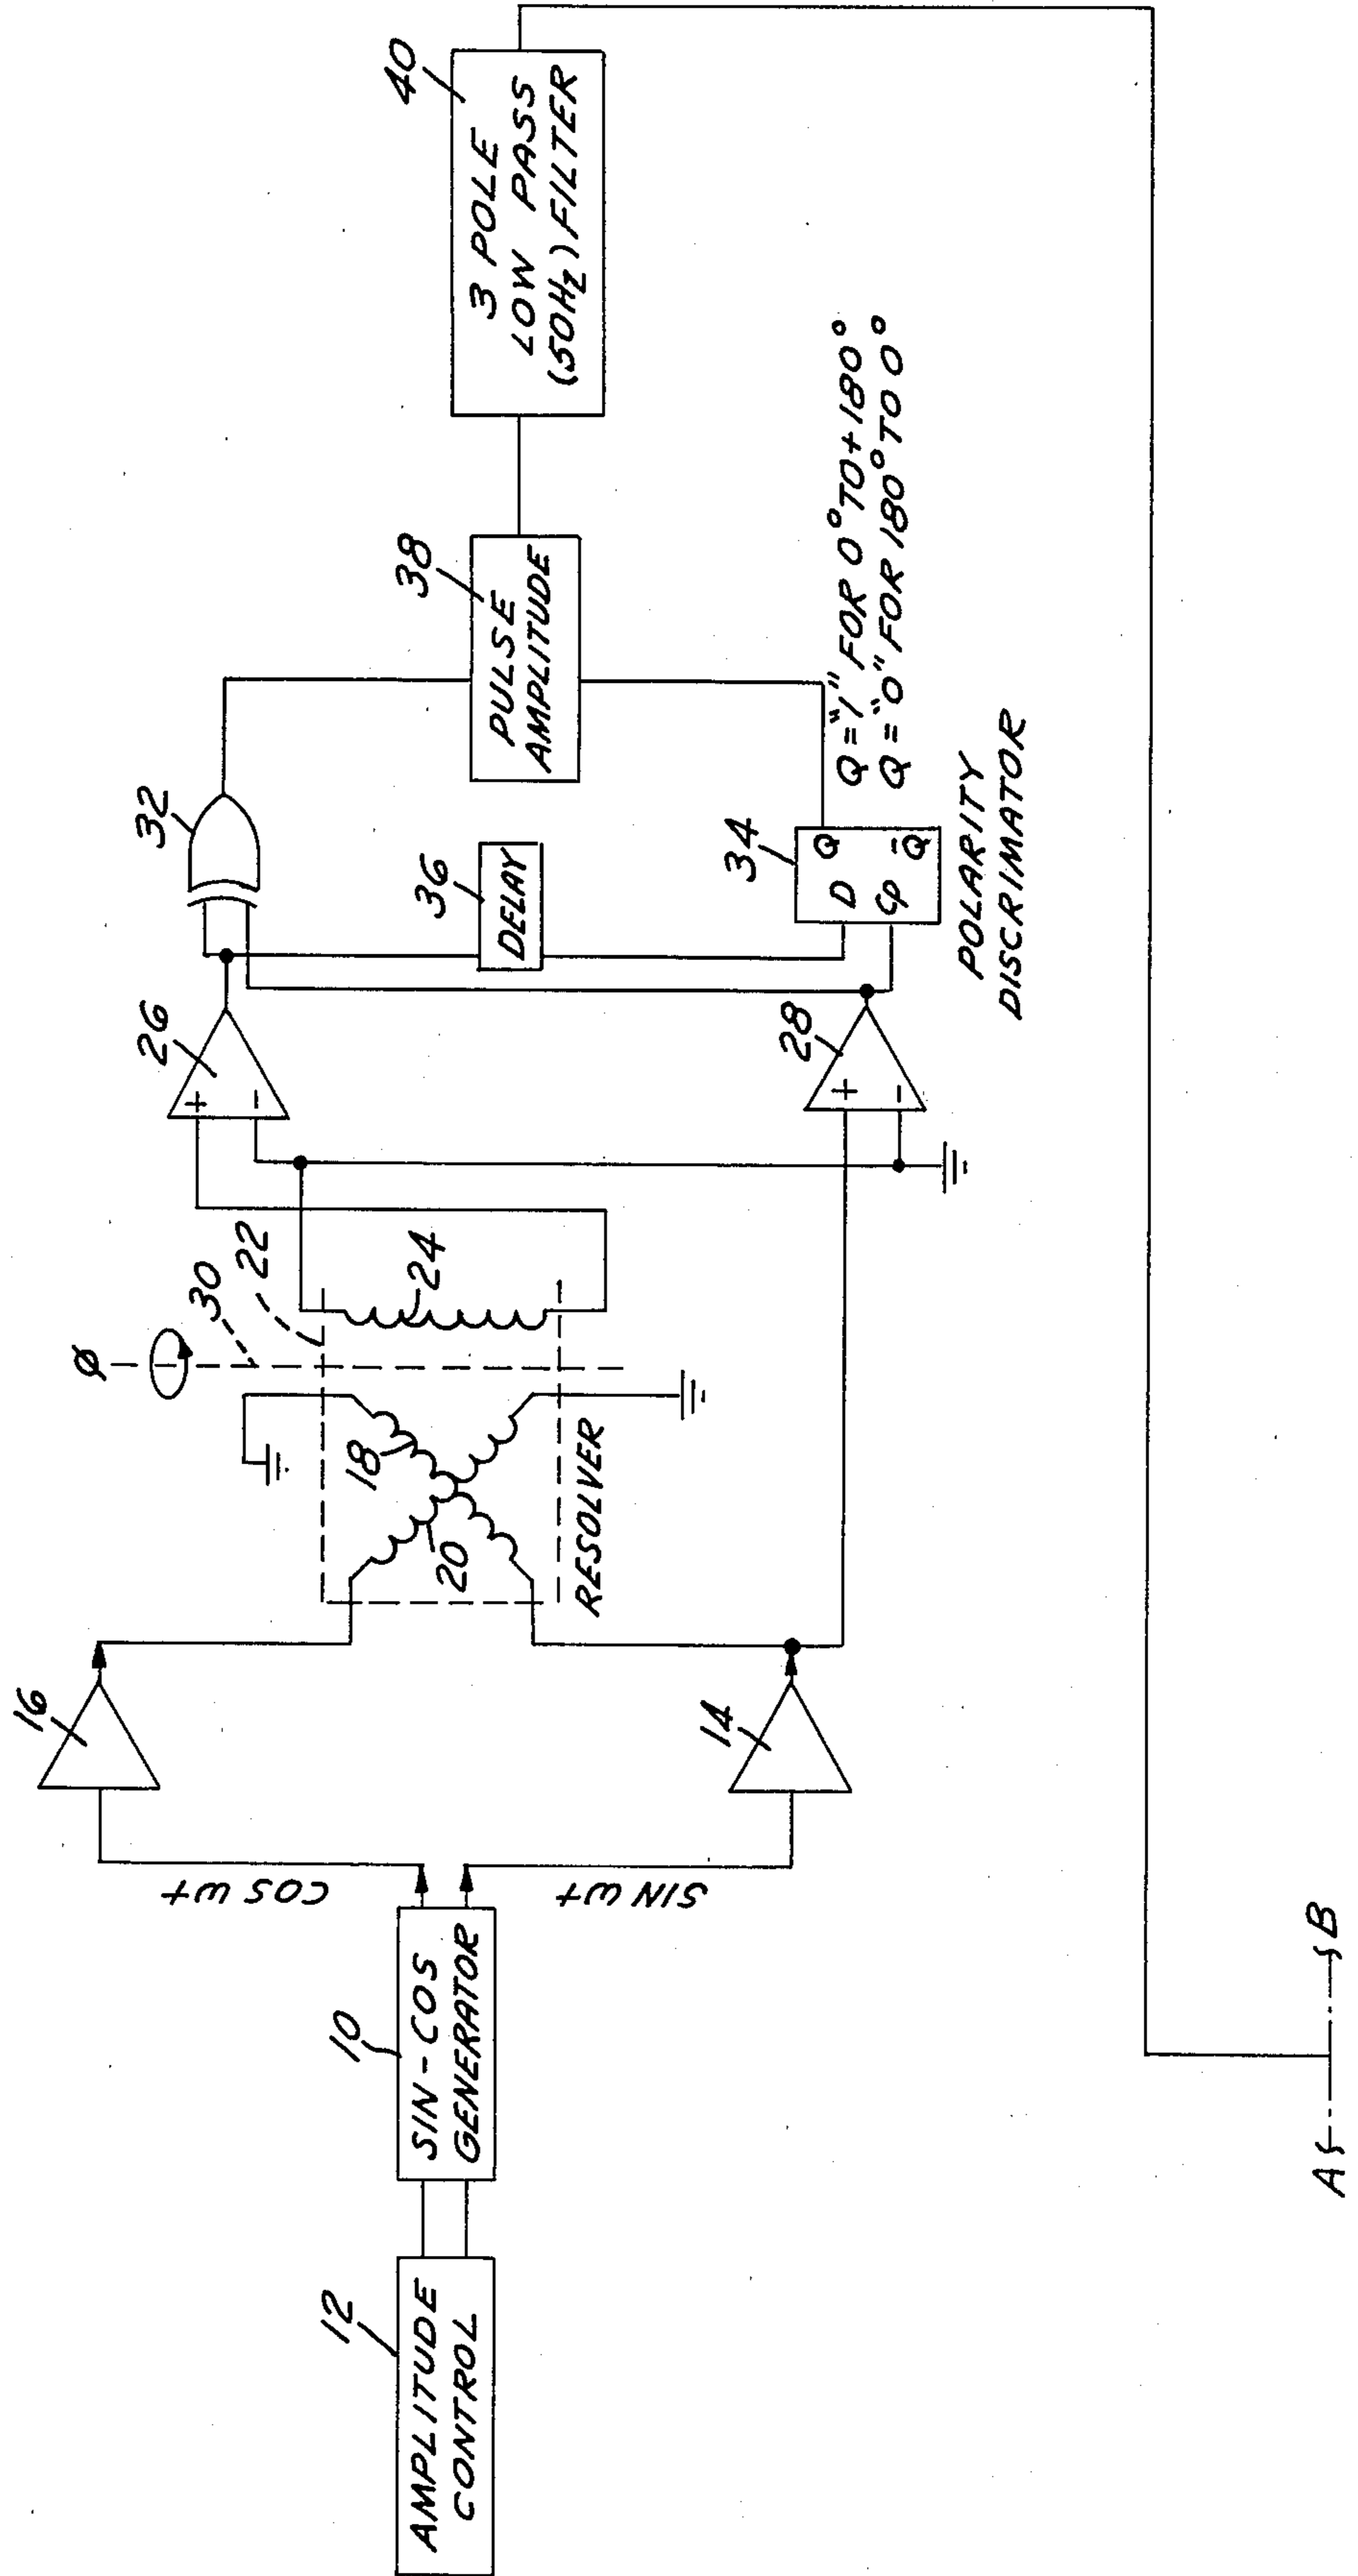 12
AMPLITUDE
CONTROL
10
SIN-COS
GENERATOR
COS ωt
SIN ωt
16
14
18
20
RESOLVER
Ø
30
22
24
26
+
−
28
+
−
32
36
DELAY
34
D Q
CP Q̄
POLARITY
DISCRIMATOR
Q="1" FOR 0° TO+180°
Q="0" FOR 180° TO 0°
38
PULSE
AMPLITUDE
40
3 POLE
LOW PASS
(50HZ) FILTER
A
B